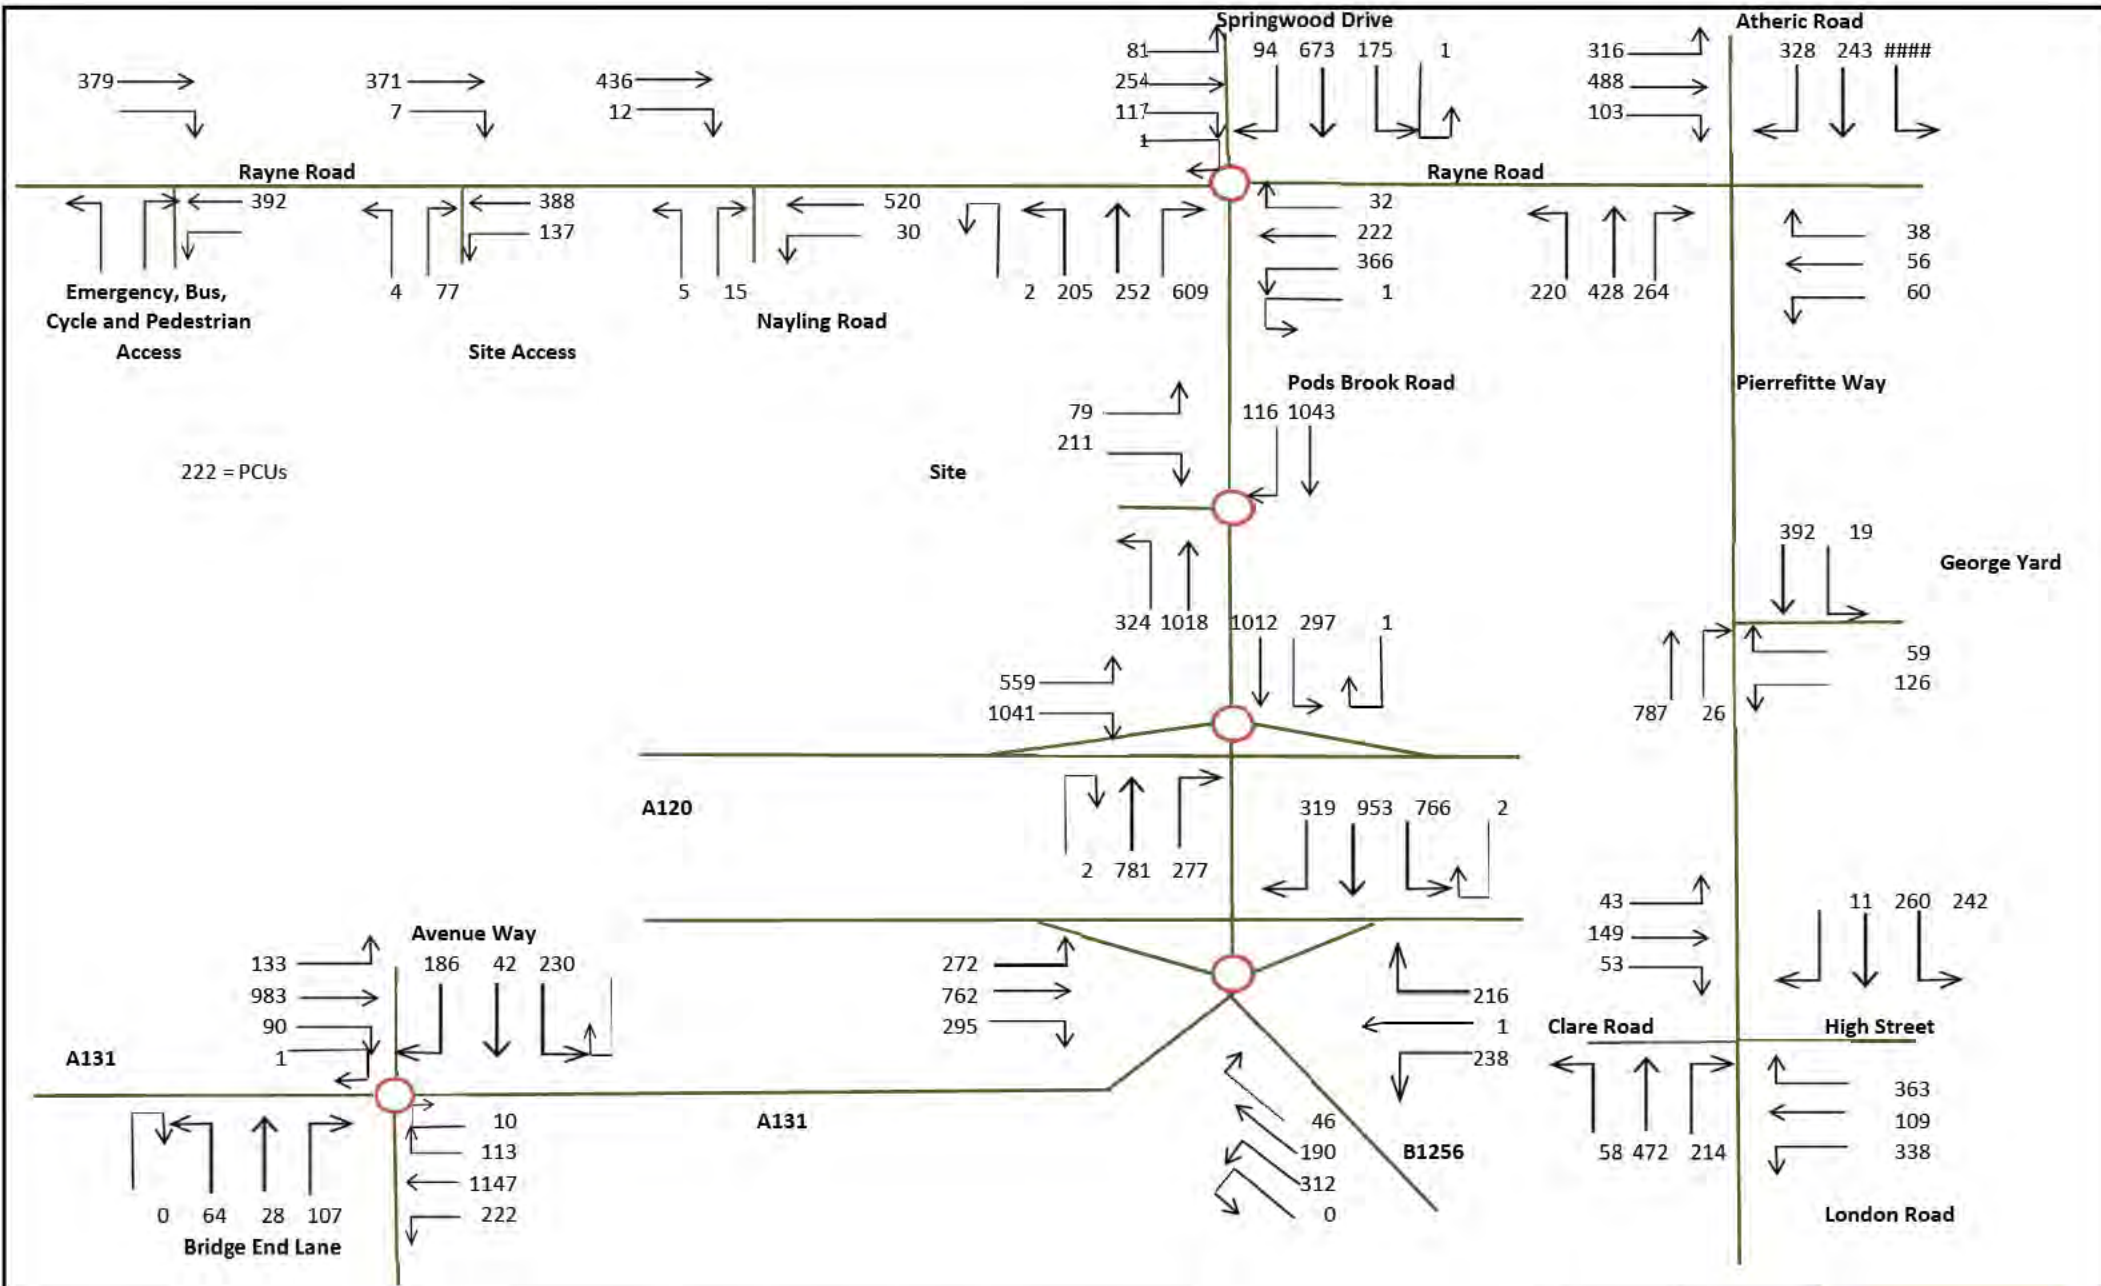 Springwood Drive
Atheric Road
81
94 673 175 1
316
328 243 ####
379
371
436
254
488
7
12
117
103
1
Rayne Road
Rayne Road
392
388
520
32
38
137
30
222
56
366
Emergency, Bus,
Cycle and Pedestrian
Access
4 77
5 15
2 205 252 609
1
220 428 264
60
Nayling Road
Site Access
Pods Brook Road
Pierrefitte Way
79
116 1043
211
222 = PCUs
Site
392 19
George Yard
324 1018 1012 297 1
59
559
126
1041
787 26
A120
319 953 766 2
2 781 277
43
11 260 242
Avenue Way
149
133
186 42 230
272
53
983
762
216
90
295
1
Clare Road
High Street
1
238
A131
363
10
A131
46
109
113
190
B1256
58 472 214
338
1147
312
0 64 28 107
222
0
London Road
Bridge End Lane